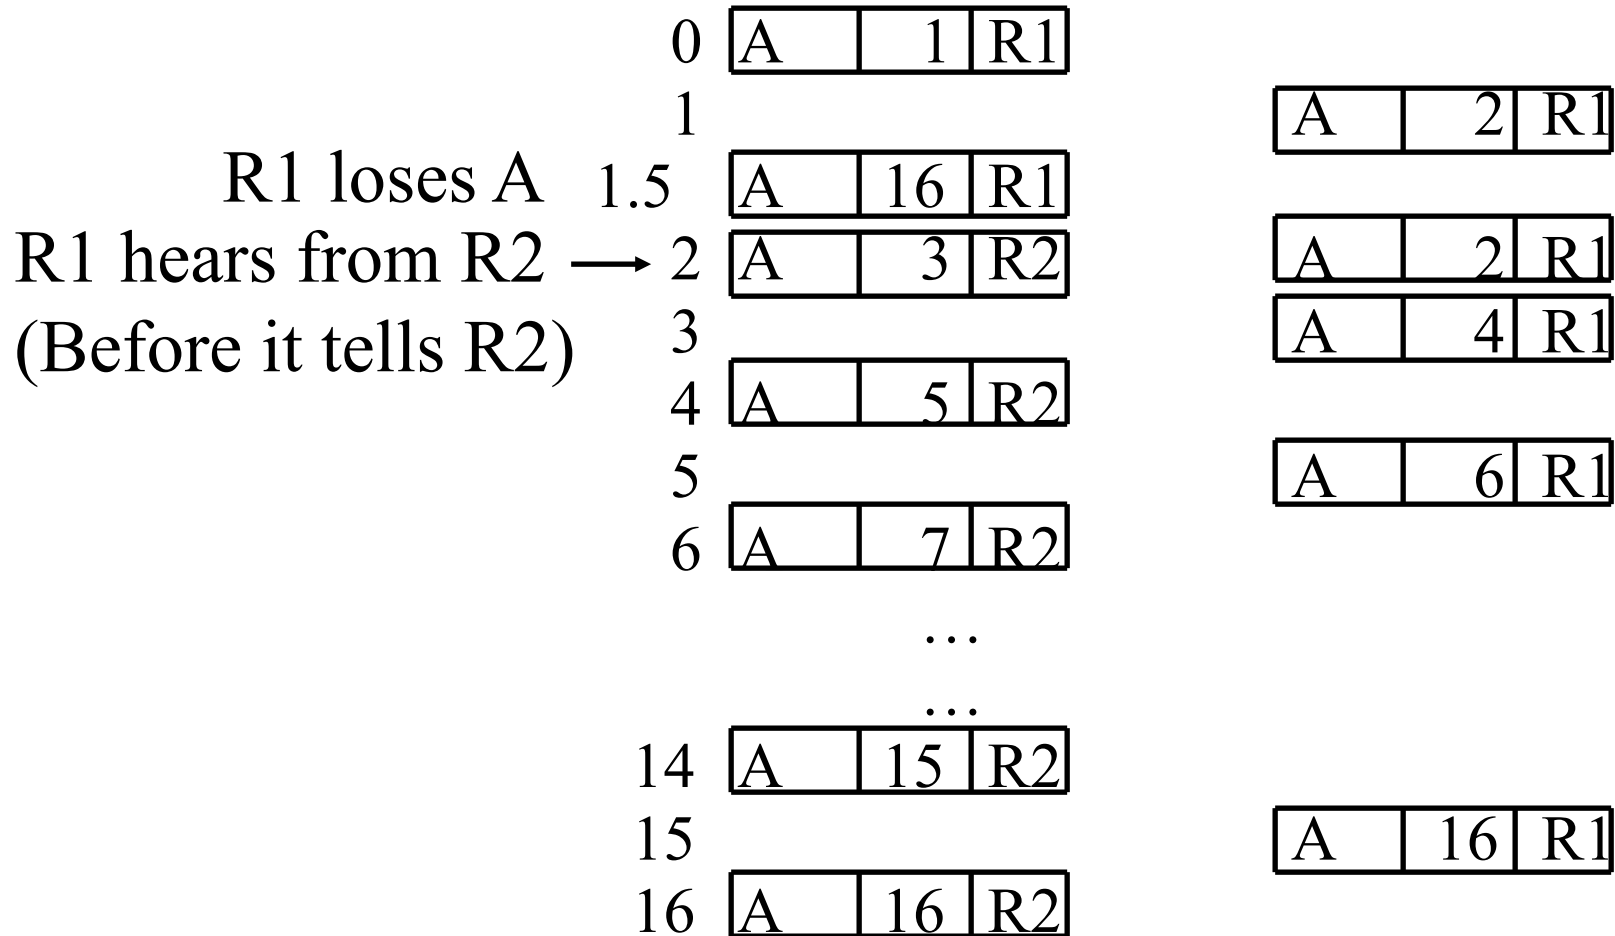 0 A 1 R1
1 A 2 R1
R1 loses A 1.5 A 16 R1
R1 hears from R2 2 A 3 R2 A 2 R1
(Before it tells R2) 3 A 4 R1
4 A 5 R2
5 A 6 R1
6 A 7 R2
...
...
14 A 15 R2
15 A 16 R1
16 A 16 R2